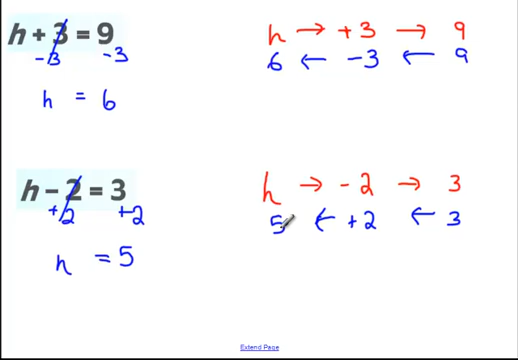 h + 3 = 9
-3 -3
h = 6
h → +3 → 9
6 ← -3 ← 9
h - 2 = 3
+2 +2
h = 5
h → -2 → 3
5 ← +2 ← 3
Extend Page